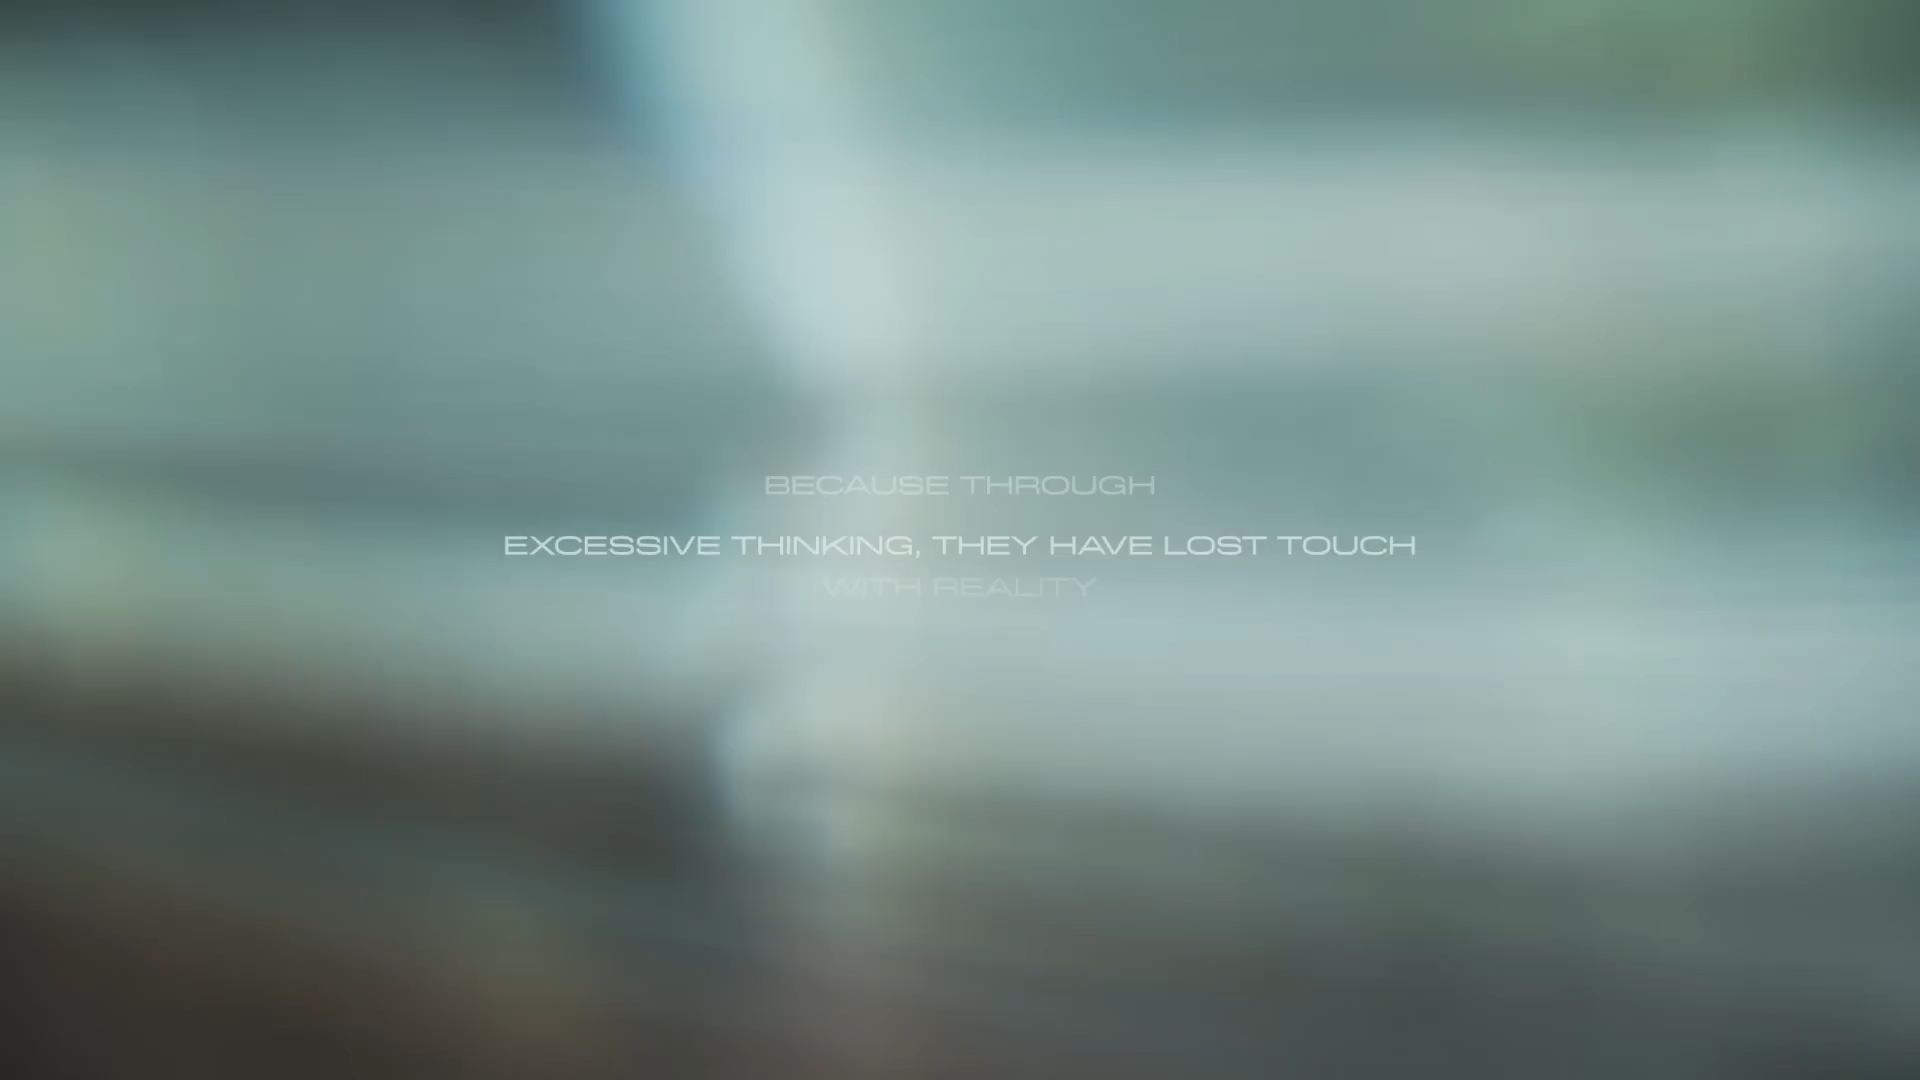 BECAUSE THROUGH
EXCESSIVE THINKING, THEY HAVE LOST TOUCH
WITH REALITY